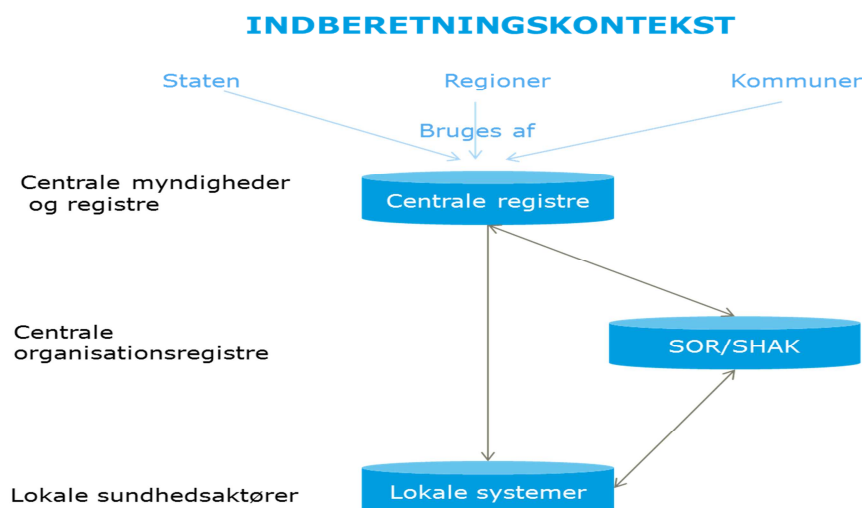 INDBERETNINGSKONTEKST
Staten
Regioner
Kommuner
Bruges af
Centrale myndigheder
og registre
Centrale registre
Centrale
organisationsregistre
SOR/SHAK
Lokale sundhedsaktører
Lokale systemer